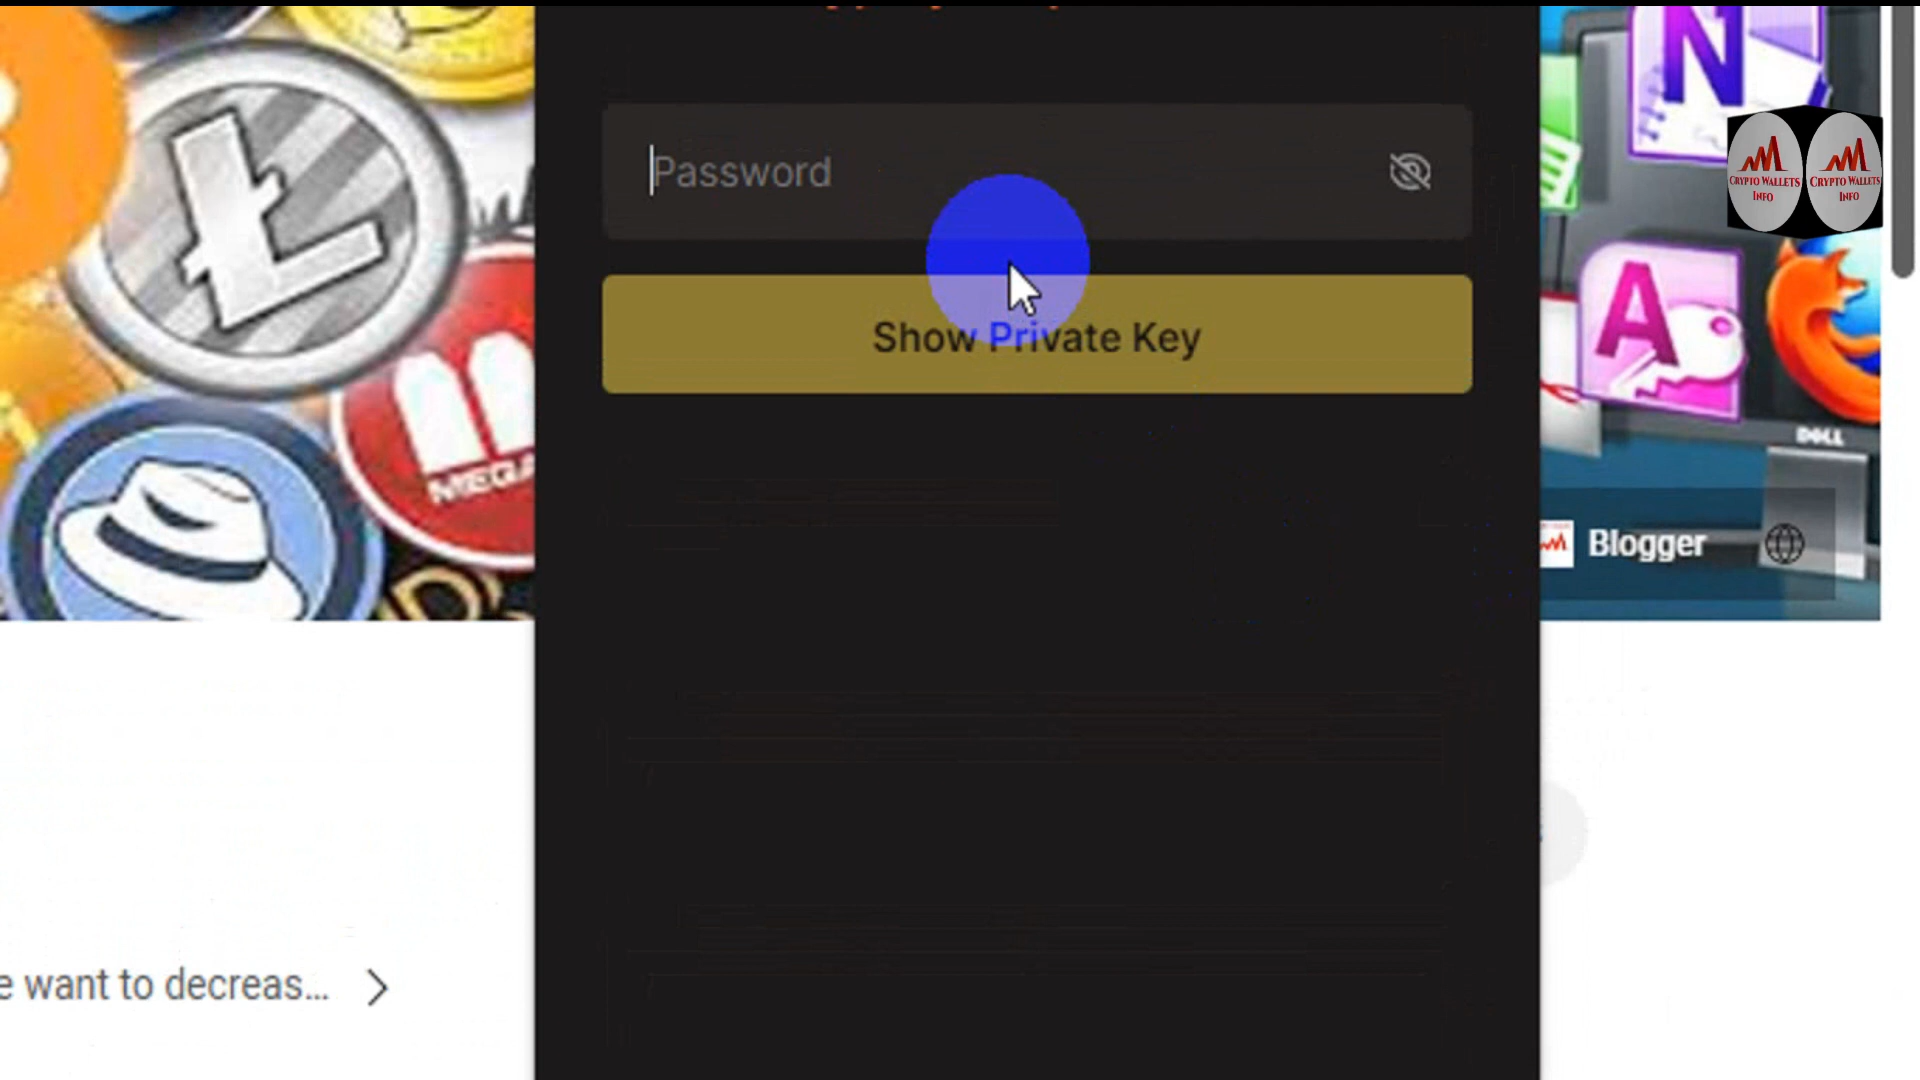 Password
Show Private Key
CRYPTO WALLETS
INFO
CRYPTO WALLETS
INFO
N
A
DELL
MEGA
Blogger
e want to decreas...